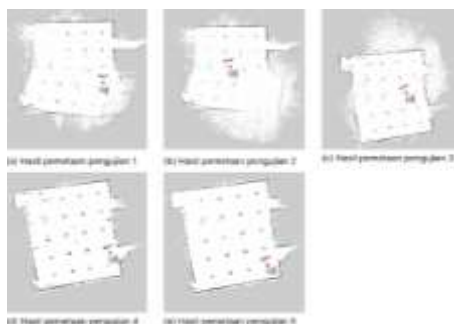 (a) Hasil pemetaan pengujian 1
(b) Hasil pemetaan pengujian 2
(c) Hasil pemetaan pengujian 3
(d) Hasil pemetaan pengujian 4
(e) Hasil pemetaan pengujian 5